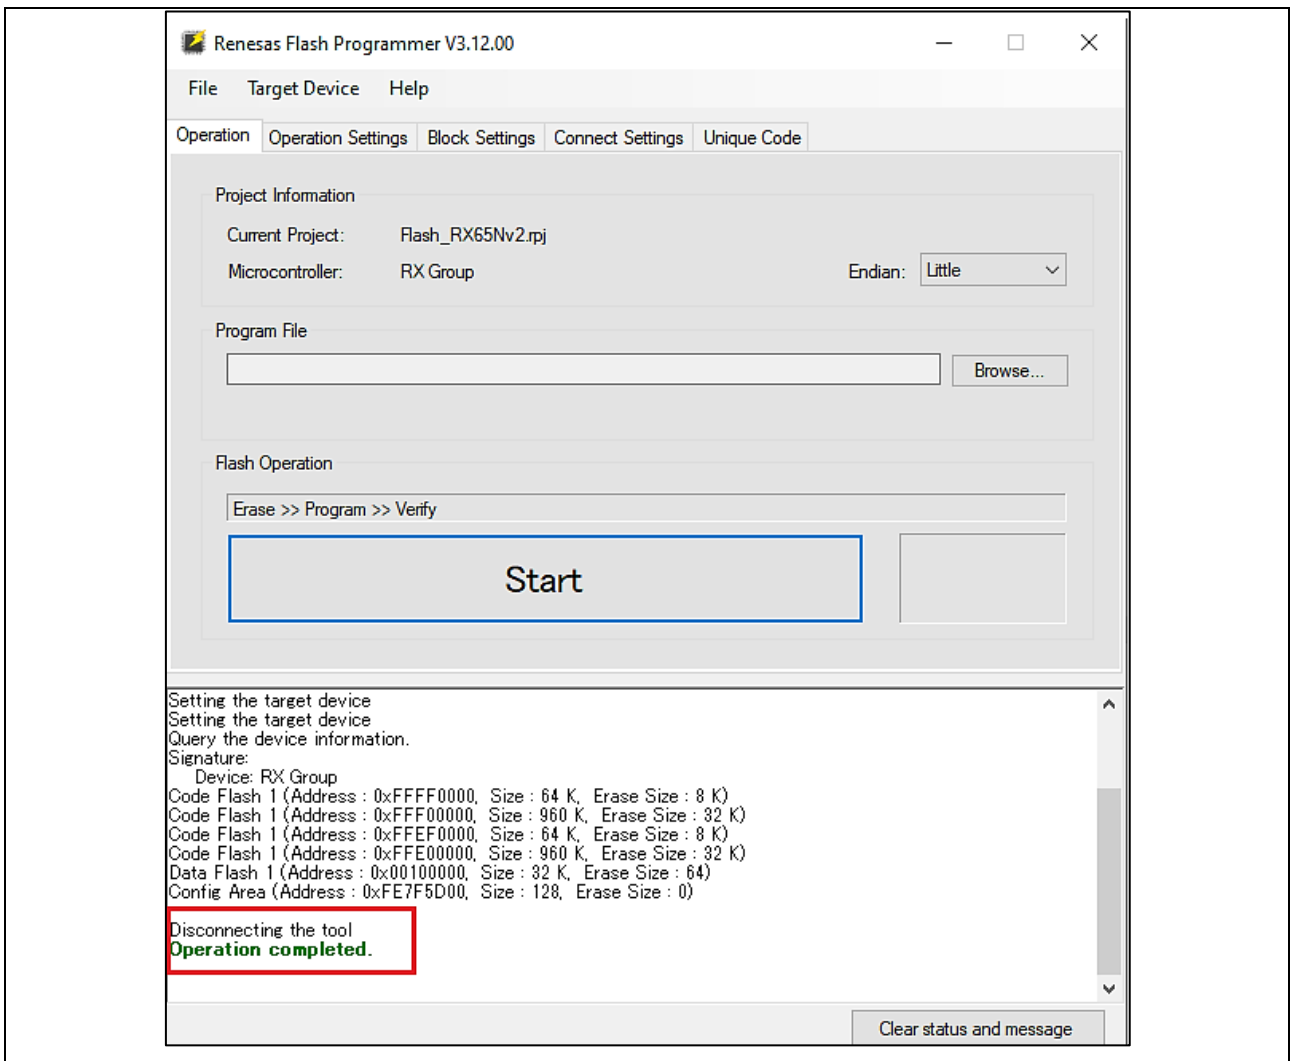 Renesas Flash Programmer V3.12.00
File Target Device Help
Operation Operation Settings Block Settings Connect Settings Unique Code
Project Information
Current Project: Flash_RX65Nv2.rpj
Microcontroller: RX Group Endian: Little
Program File
Browse...
Flash Operation
Erase >> Program >> Verify
Start
Setting the target device
Setting the target device
Query the device information.
Signature:
Device: RX Group
Code Flash 1 (Address : 0xFFFF0000, Size : 64 K, Erase Size : 8 K)
Code Flash 1 (Address : 0xFFF00000, Size : 960 K, Erase Size : 32 K)
Code Flash 1 (Address : 0xFFEF0000, Size : 64 K, Erase Size : 8 K)
Code Flash 1 (Address : 0xFFE00000, Size : 960 K, Erase Size : 32 K)
Data Flash 1 (Address : 0x00100000, Size : 32 K, Erase Size : 64)
Config Area (Address : 0xFE7F5D00, Size : 128, Erase Size : 0)
Disconnecting the tool
Operation completed.
Clear status and message